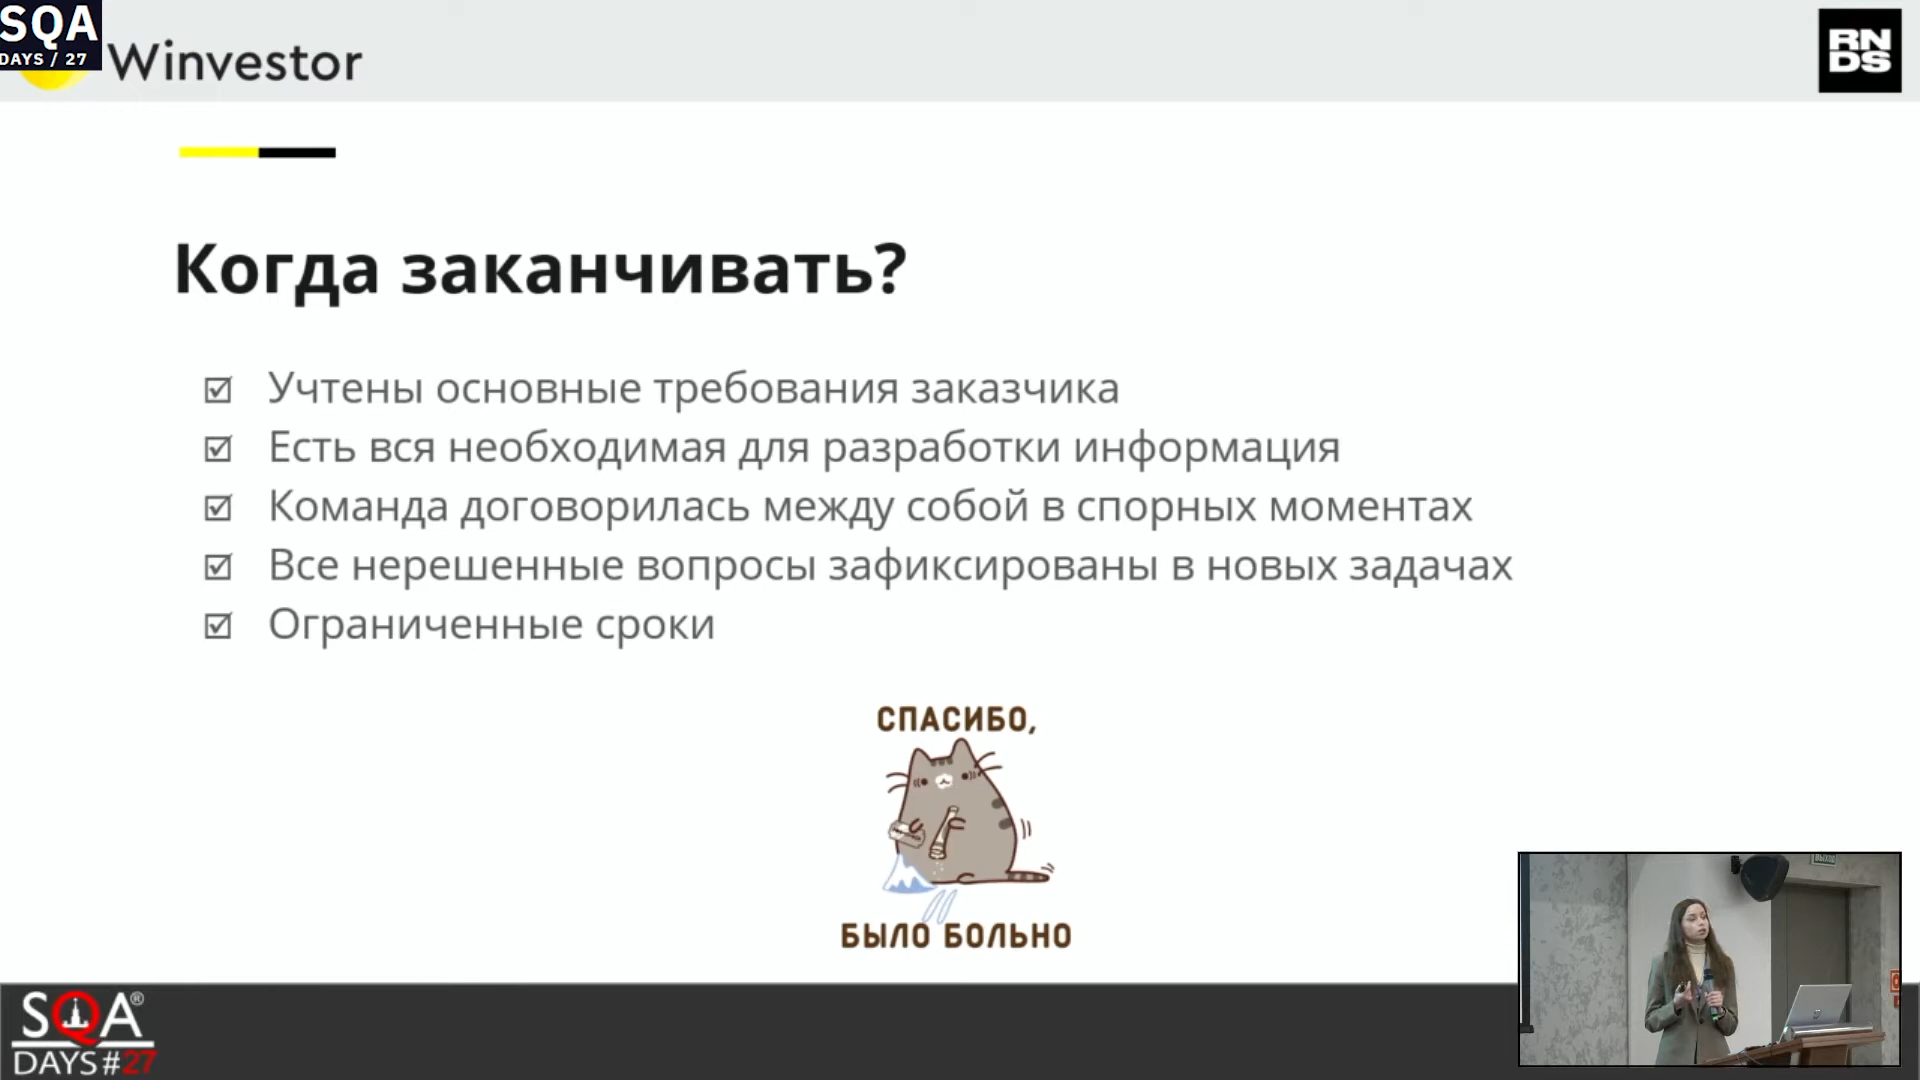 SQA
DAYS / 27
Winvestor
RN
DS
Когда заканчивать?
Учтены основные требования заказчика
Есть вся необходимая для разработки информация
Команда договорилась между собой в спорных моментах
Все нерешенные вопросы зафиксированы в новых задачах
Ограниченные сроки
СПАСИБО,
БЫЛО БОЛЬНО
ВЫХОД
SQA®
DAYS#27